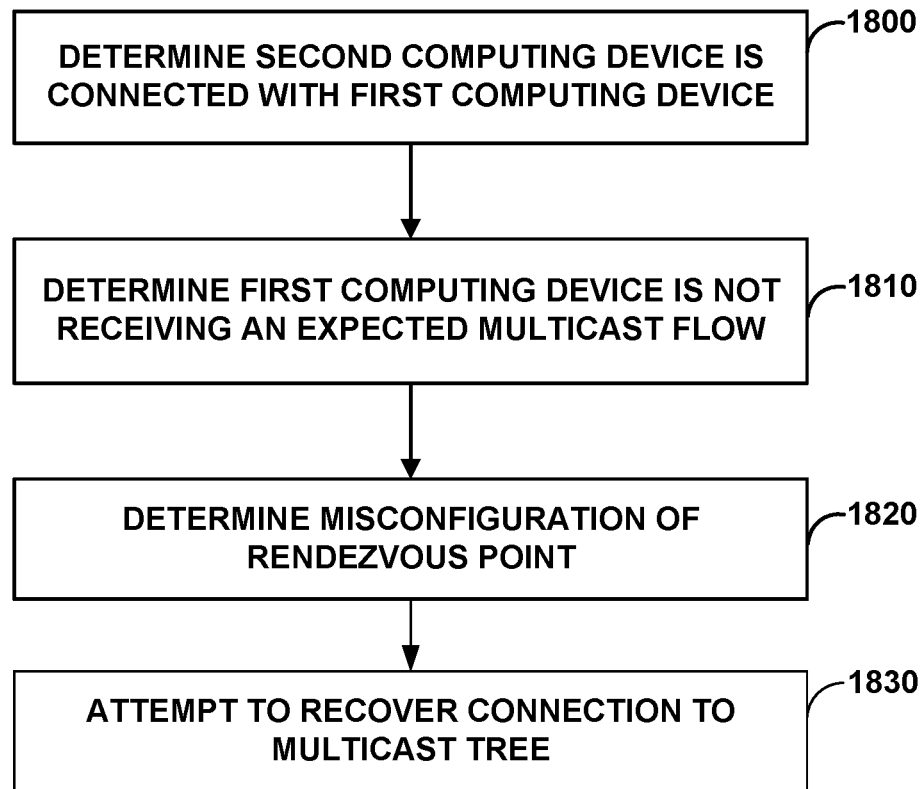 1800
DETERMINE SECOND COMPUTING DEVICE IS
CONNECTED WITH FIRST COMPUTING DEVICE
1810
DETERMINE FIRST COMPUTING DEVICE IS NOT
RECEIVING AN EXPECTED MULTICAST FLOW
1820
DETERMINE MISCONFIGURATION OF
RENDEZVOUS POINT
1830
ATTEMPT TO RECOVER CONNECTION TO
MULTICAST TREE